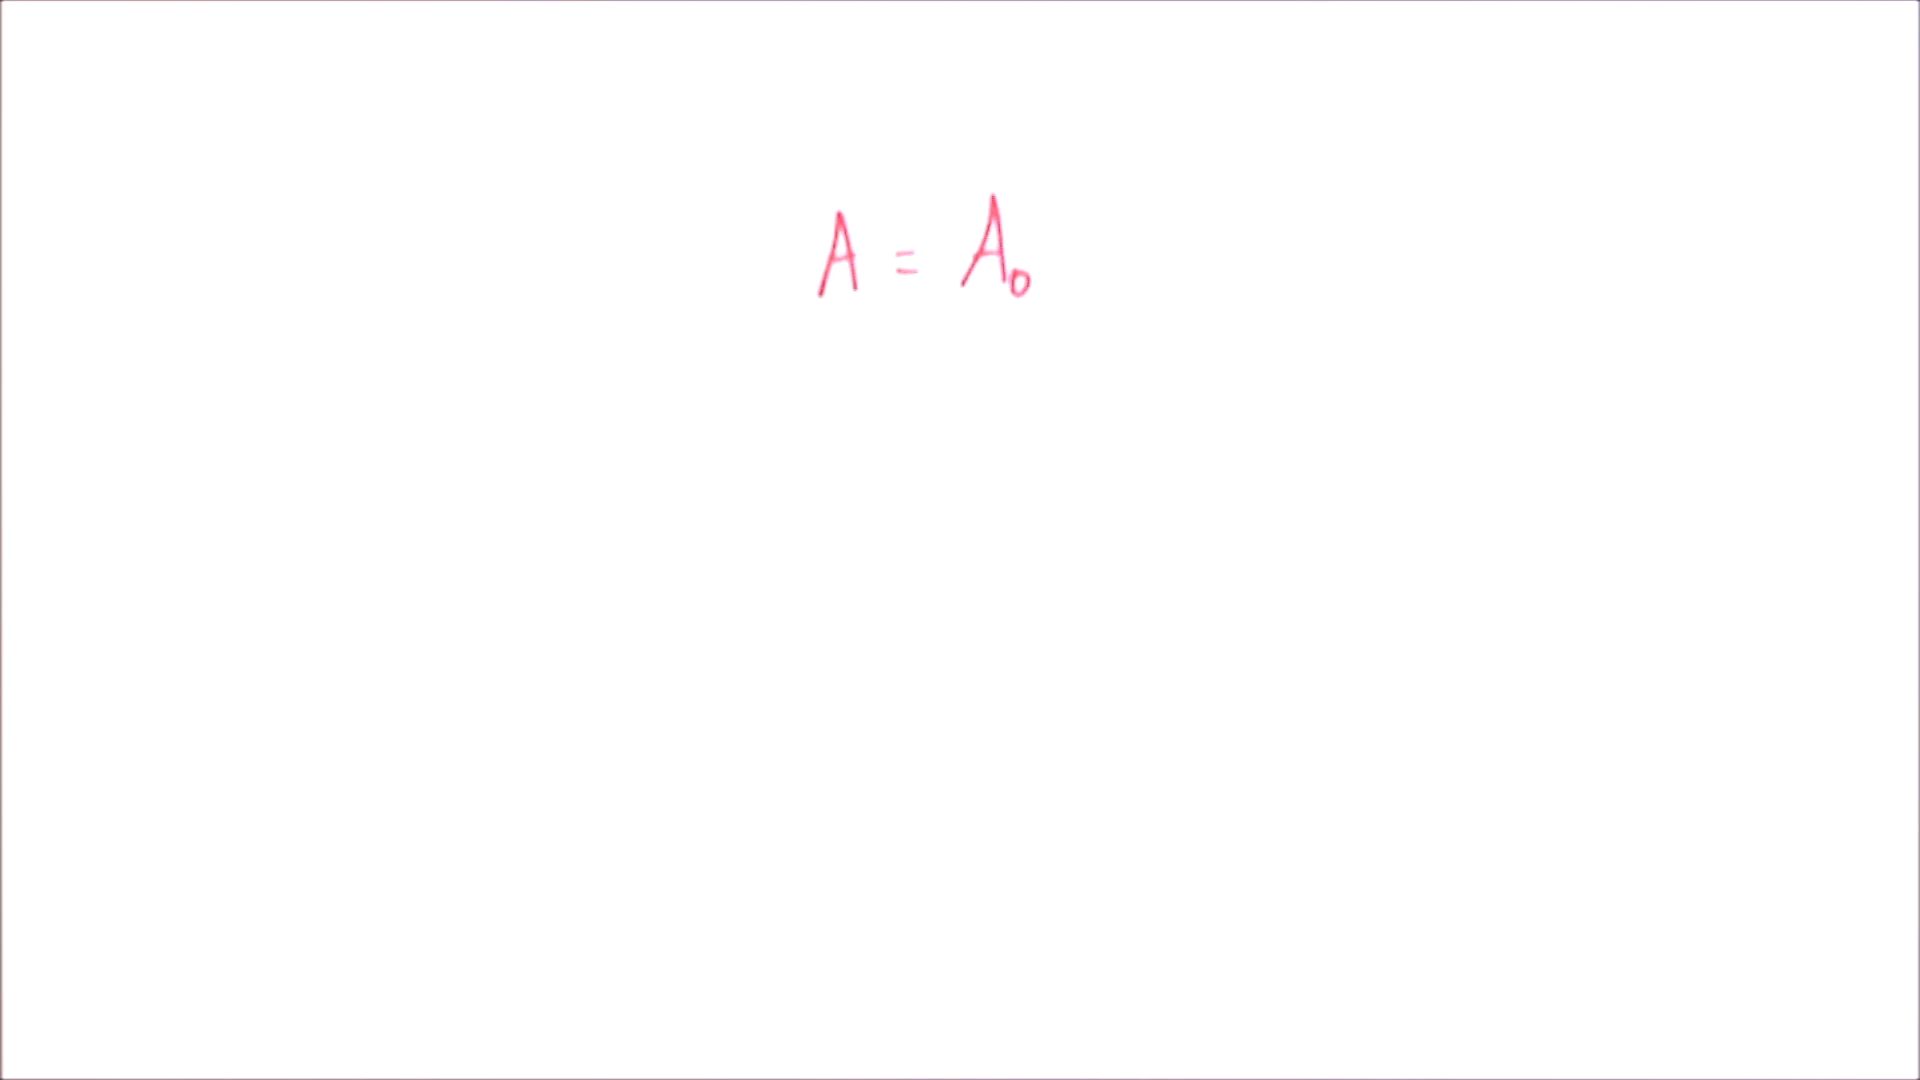 A = A₀